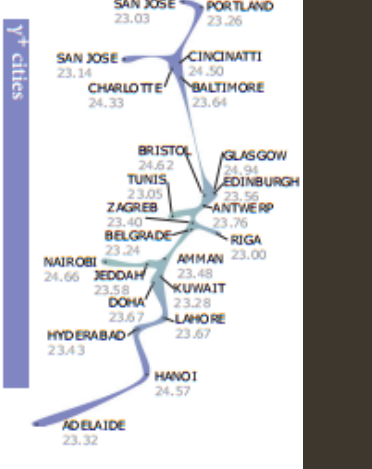 SAN JOSE
23.03
PORTLAND
23.26
γ+ cities
SAN JOSE
23.14
CINCINATTI
24.50
CHARLOTTE
24.33
BALTIMORE
23.64
BRISTOL
24.62
GLASGOW
24.94
TUNIS
23.05
EDINBURGH
23.56
ZAGREB
23.40
ANTWERP
23.76
BELGRADE
23.24
RIGA
23.00
NAIROBI
24.66
JEDDAH
23.58
AMMAN
23.48
DOHA
23.67
KUWAIT
23.28
LAHORE
23.67
HYDERABAD
23.43
HANOI
24.57
ADELAIDE
23.32